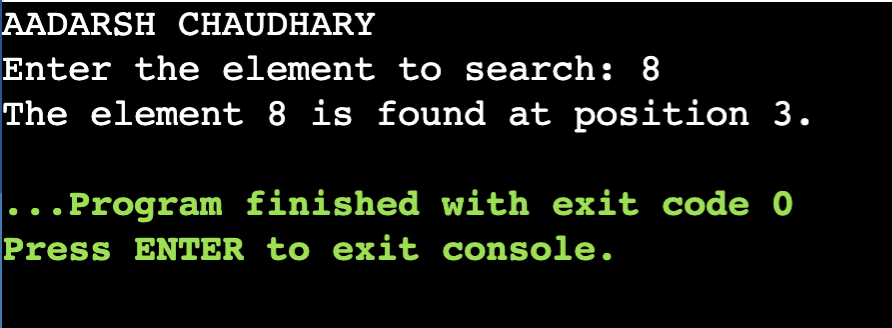 AADARSH CHAUDHARY
Enter the element to search: 8
The element 8 is found at position 3.
...Program finished with exit code 0
Press ENTER to exit console.